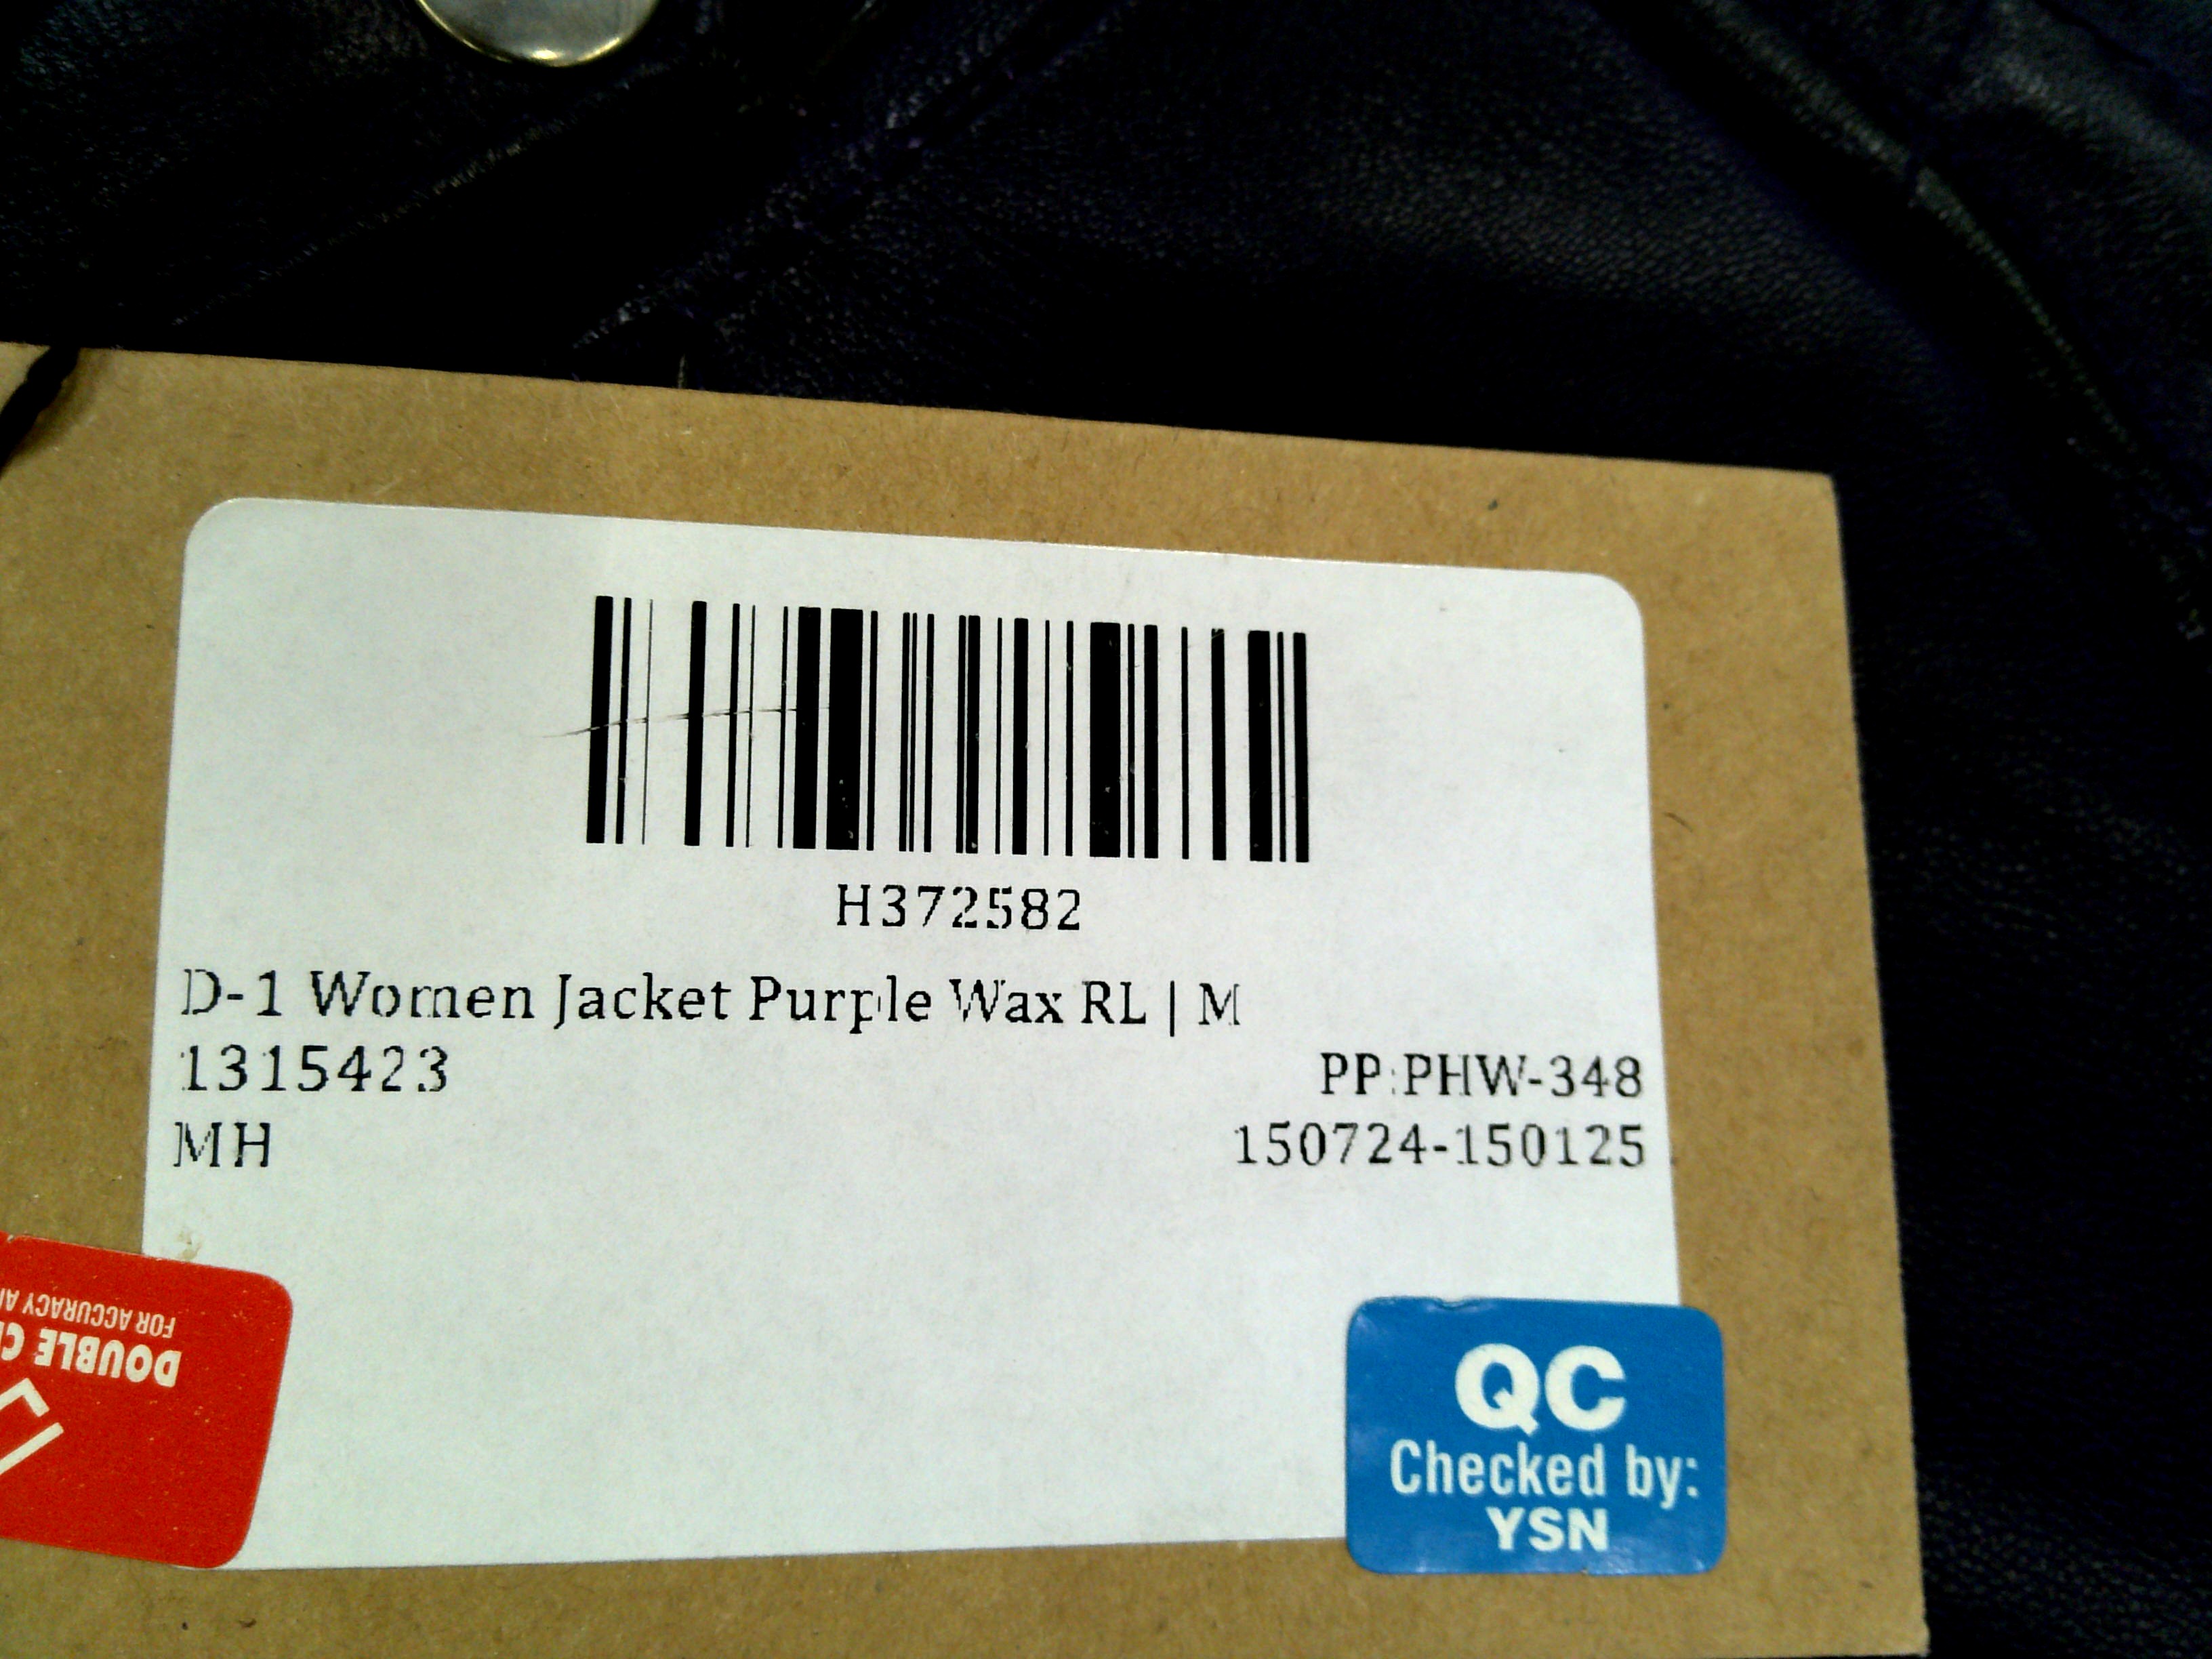 H372582
D-1 Women Jacket Purple Wax RL | M
1315423
PP:PHW-348
MH
150724-150125
FOR ACCURACY
DOUBLE
QC
Checked by:
YSN